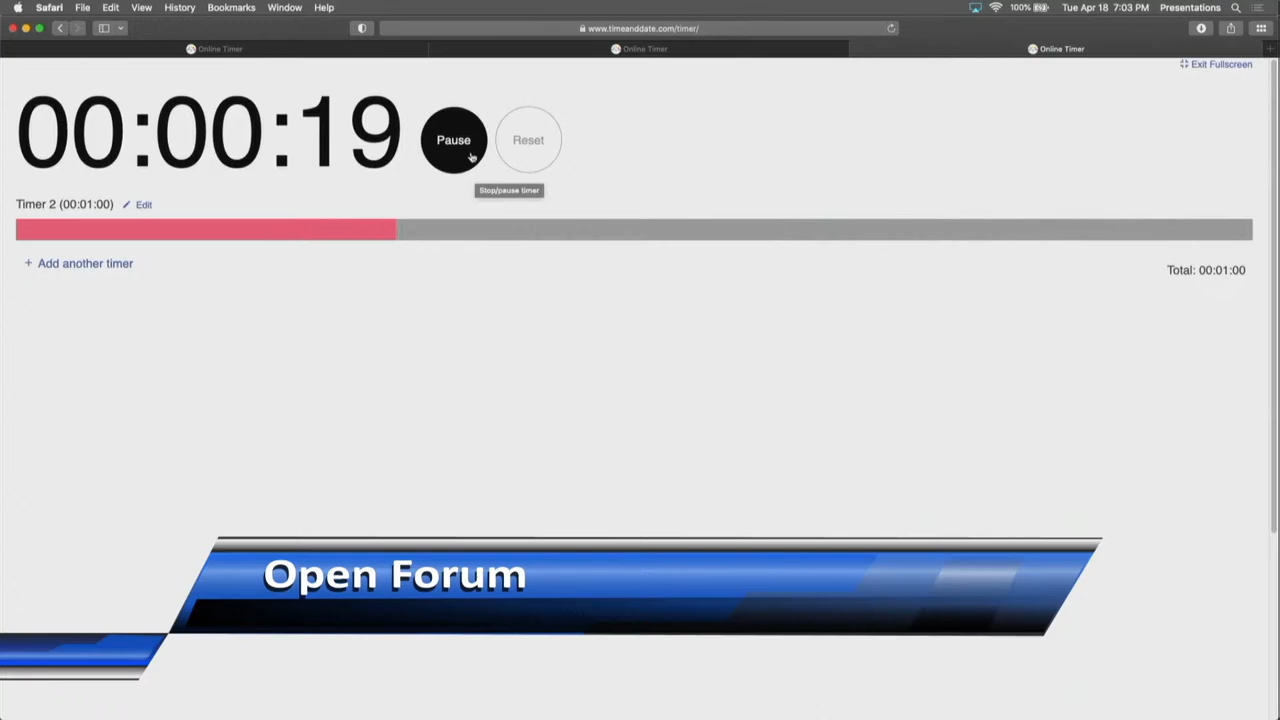 Safari File Edit View History Bookmarks Window Help 100% Tue Apr 18 7:03 PM Presentations
www.timeanddate.com/timer/
Online Timer Online Timer Online Timer
Exit Fullscreen
00:00:19 Pause Reset
Stop/pause timer
Timer 2 (00:01:00) Edit
+ Add another timer
Total: 00:01:00
Open Forum